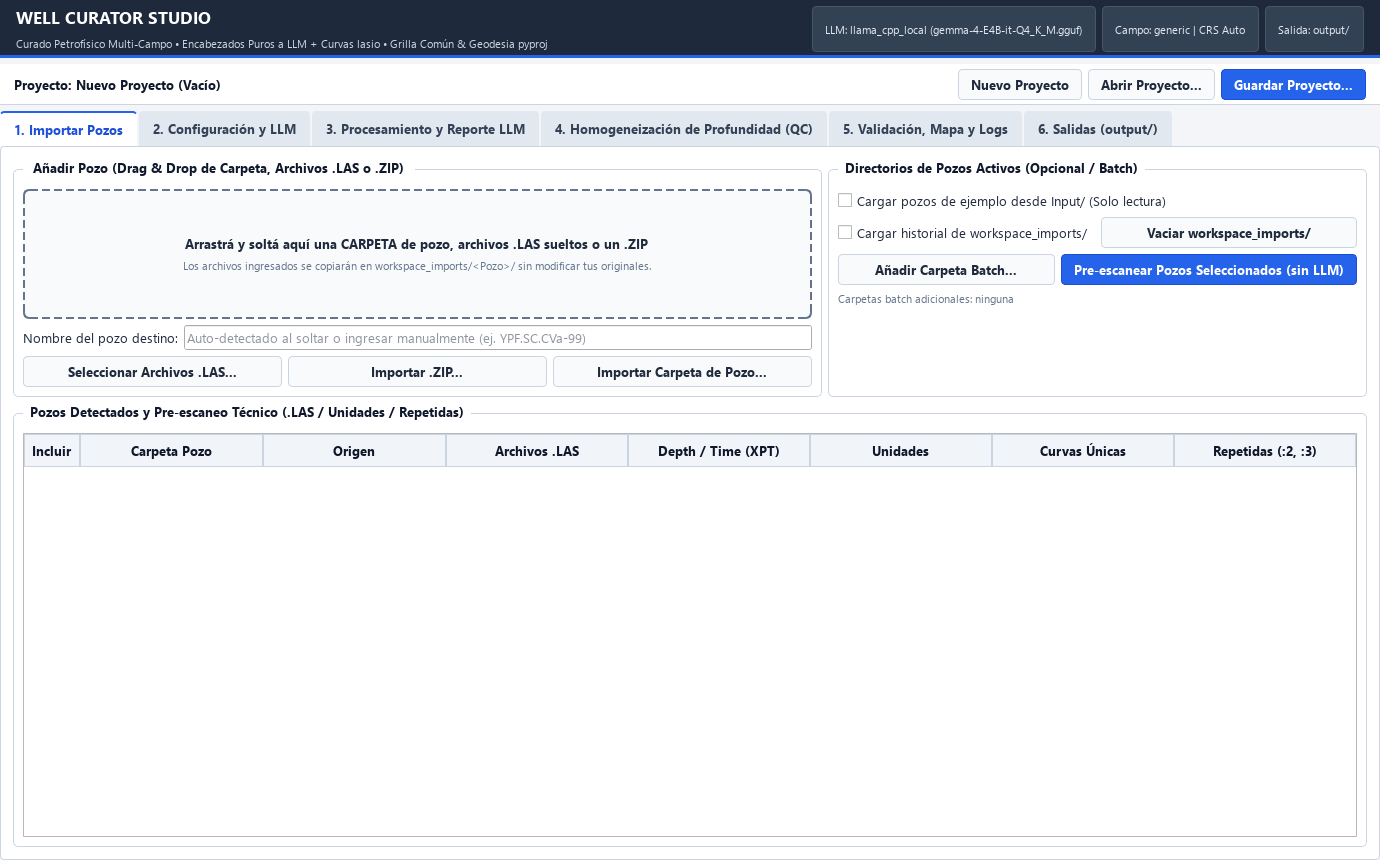 WELL CURATOR STUDIO
Curado Petrofísico Multi-Campo • Encabezados Puros a LLM + Curvas lasio • Grilla Común & Geodesia pyproj
LLM: llama_cpp_local (gemma-4-E4B-it-Q4_K_M.gguf)
Campo: generic | CRS Auto
Salida: output/
Proyecto: Nuevo Proyecto (Vacío)
Nuevo Proyecto
Abrir Proyecto...
Guardar Proyecto...
1. Importar Pozos
2. Configuración y LLM
3. Procesamiento y Reporte LLM
4. Homogeneización de Profundidad (QC)
5. Validación, Mapa y Logs
6. Salidas (output/)
Añadir Pozo (Drag & Drop de Carpeta, Archivos .LAS o .ZIP)
Arrastrá y soltá aquí una CARPETA de pozo, archivos .LAS sueltos o un .ZIP
Los archivos ingresados se copiarán en workspace_imports/<Pozo>/ sin modificar tus originales.
Nombre del pozo destino:
Auto-detectado al soltar o ingresar manualmente (ej. YPF.SC.CVa-99)
Seleccionar Archivos .LAS...
Importar .ZIP...
Importar Carpeta de Pozo...
Directorios de Pozos Activos (Opcional / Batch)
Cargar pozos de ejemplo desde Input/ (Solo lectura)
Cargar historial de workspace_imports/
Vaciar workspace_imports/
Añadir Carpeta Batch...
Pre-escanear Pozos Seleccionados (sin LLM)
Carpetas batch adicionales: ninguna
Pozos Detectados y Pre-escaneo Técnico (.LAS / Unidades / Repetidas)
Incluir
Carpeta Pozo
Origen
Archivos .LAS
Depth / Time (XPT)
Unidades
Curvas Únicas
Repetidas (:2, :3)